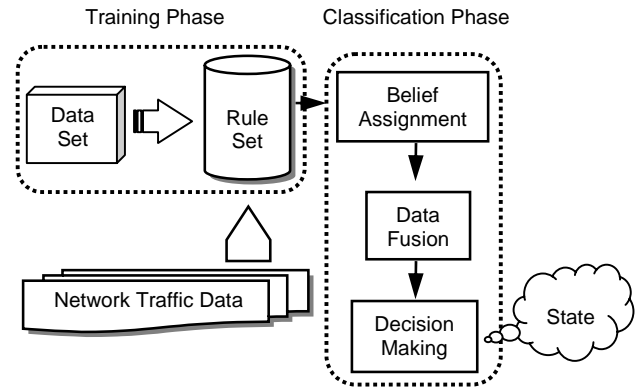 Training Phase
Classification Phase
Data
Set
Rule
Set
Belief
Assignment
Data
Fusion
Network Traffic Data
Decision
Making
State